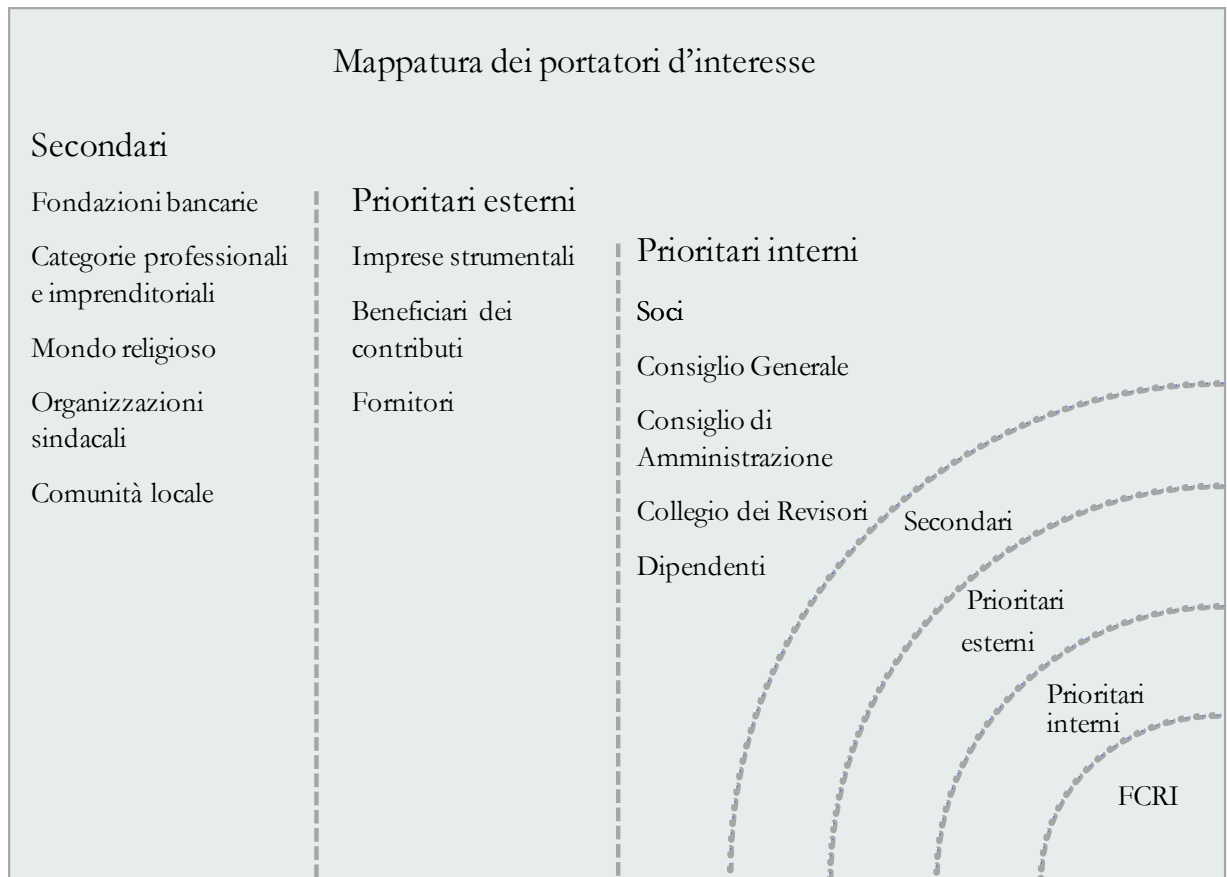 Mappatura dei portatori d’interesse
Secondari
Fondazioni bancarie
Categorie professionali
e imprenditoriali
Mondo religioso
Organizzazioni
sindacali
Comunità locale
Prioritari esterni
Imprese strumentali
Beneficiari dei
contributi
Fornitori
Prioritari interni
Soci
Consiglio Generale
Consiglio di
Amministrazione
Collegio dei Revisori
Dipendenti
Secondari
Prioritari
esterni
Prioritari
interni
FCRI